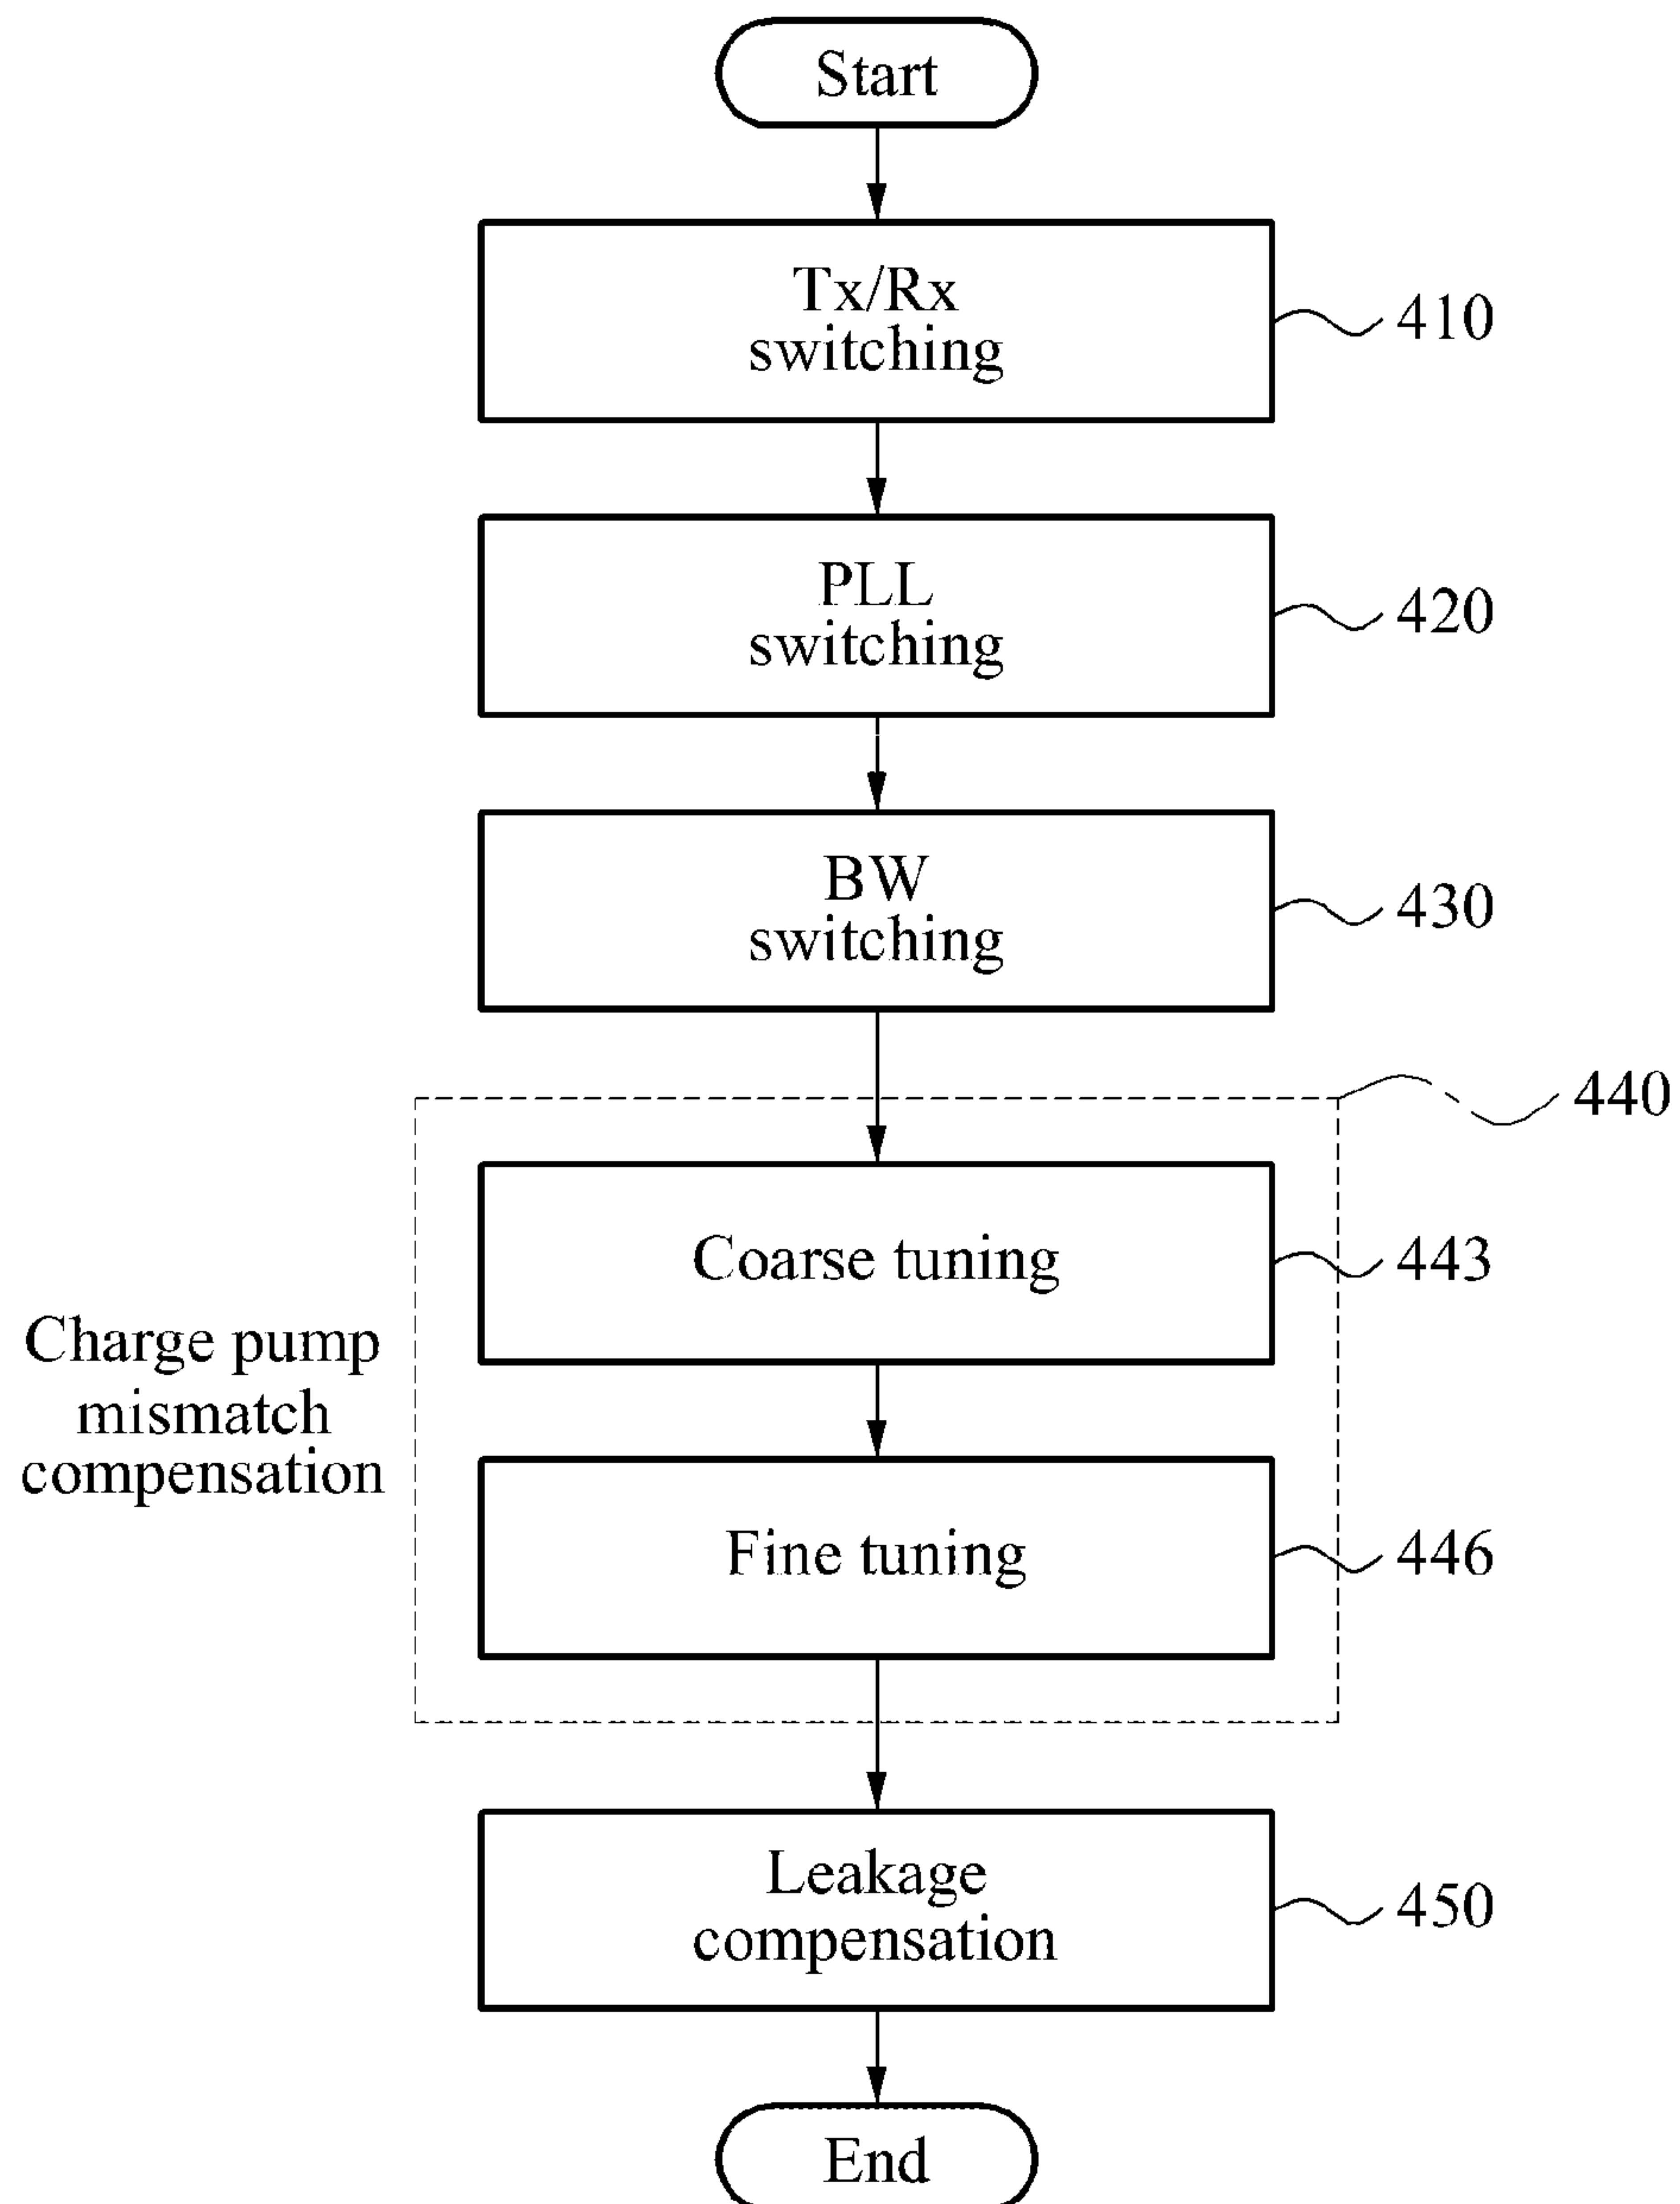 Start
Tx/Rx
switching
410
PLL
switching
420
BW
switching
430
440
Coarse tuning
443
Charge pump
mismatch
compensation
Fine tuning
446
Leakage
compensation
450
End